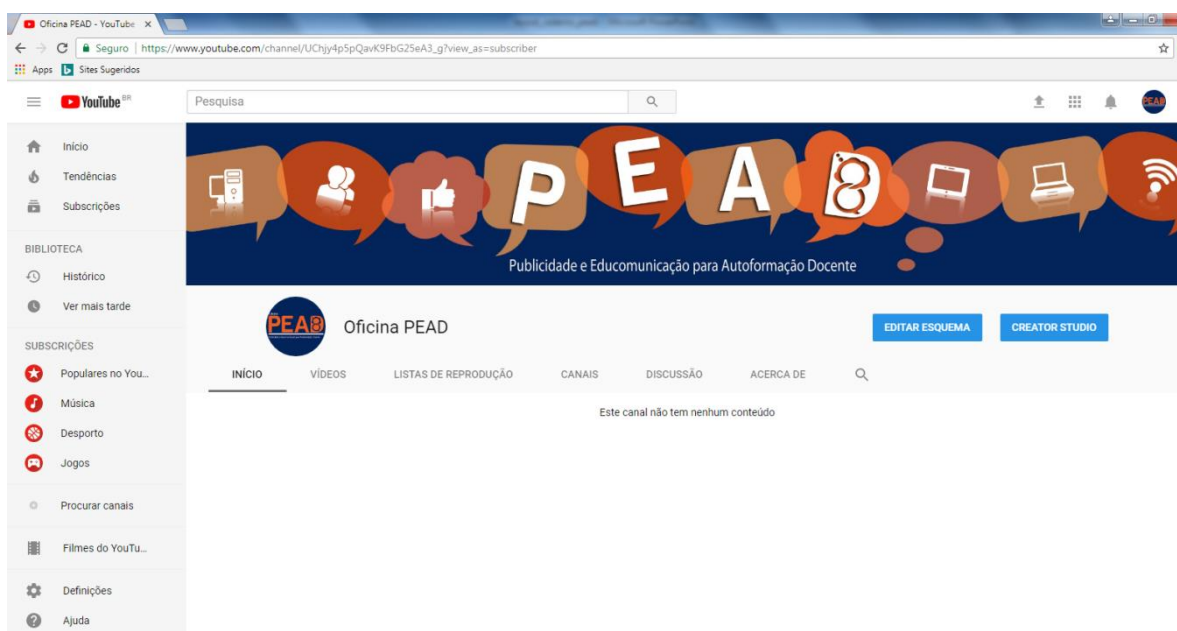 Oficina PEAD - YouTube
Seguro | https://www.youtube.com/channel/UChjy4p5pQavK9FbG25eA3_g?view_as=subscriber
Apps Sites Sugeridos
YouTube BR Pesquisa PEAD
Início
Tendências
Subscrições
BIBLIOTECA
Histórico
Ver mais tarde
SUBSCRIÇÕES
Populares no You...
Música
Desporto
Jogos
Procurar canais
Filmes do YouTu...
Definições
Ajuda
PEAD
Publicidade e Educomunicação para Autoformação Docente
PEAD
Oficina PEAD
EDITAR ESQUEMA CREATOR STUDIO
INÍCIO VÍDEOS LISTAS DE REPRODUÇÃO CANAIS DISCUSSÃO ACERCA DE
Este canal não tem nenhum conteúdo